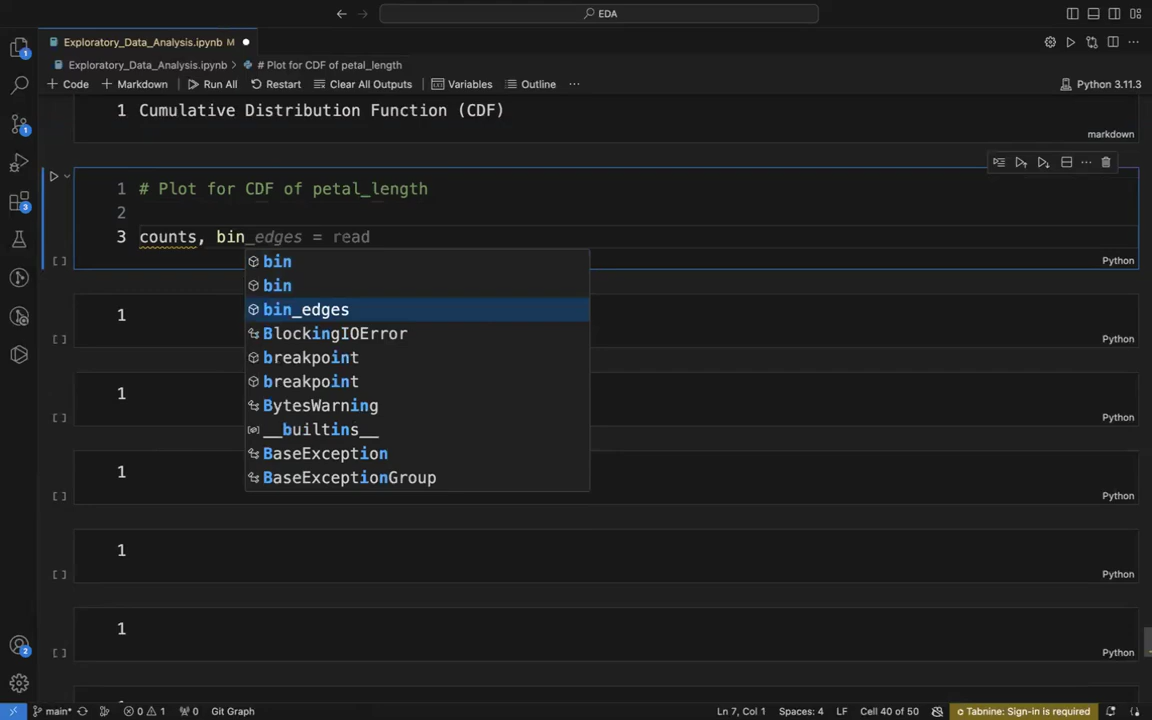 EDA
Exploratory_Data_Analysis.ipynb M
Exploratory_Data_Analysis.ipynb > # Plot for CDF of petal_length
+ Code + Markdown Run All Restart Clear All Outputs Variables Outline ... Python 3.11.3
1 Cumulative Distribution Function (CDF)
markdown
1 # Plot for CDF of petal_length
2
3 counts, bin_edges = read
[ ] Python
bin
bin
bin_edges
BlockingIOError
breakpoint
breakpoint
BytesWarning
__builtins__
BaseException
BaseExceptionGroup
1
[ ] Python
1
[ ] Python
1
[ ] Python
1
[ ] Python
1
[ ] Python
1
1
3
2
main* 0 1 0 Git Graph Ln 7, Col 1 Spaces: 4 LF Cell 40 of 50 Tabnine: Sign-in is required